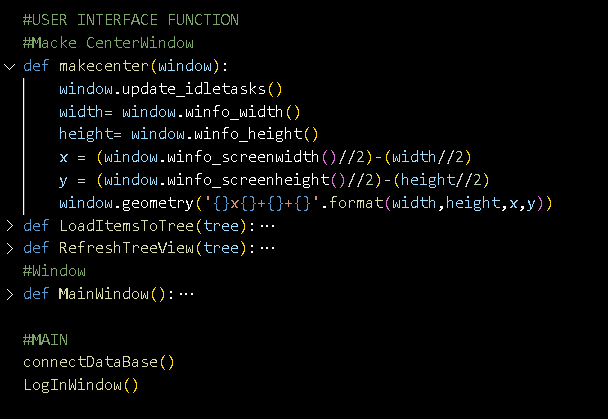 #USER INTERFACE FUNCTION
#Macke CenterWindow
def makecenter(window):
window.update_idletasks()
width= window.winfo_width()
height= window.winfo_height()
x = (window.winfo_screenwidth()//2)-(width//2)
y = (window.winfo_screenheight()//2)-(height//2)
window.geometry('{}x{}+{}+{}'.format(width,height,x,y))
def LoadItemsToTree(tree):···
def RefreshTreeView(tree):···
#Window
def MainWindow():···
#MAIN
connectDataBase()
LogInWindow()